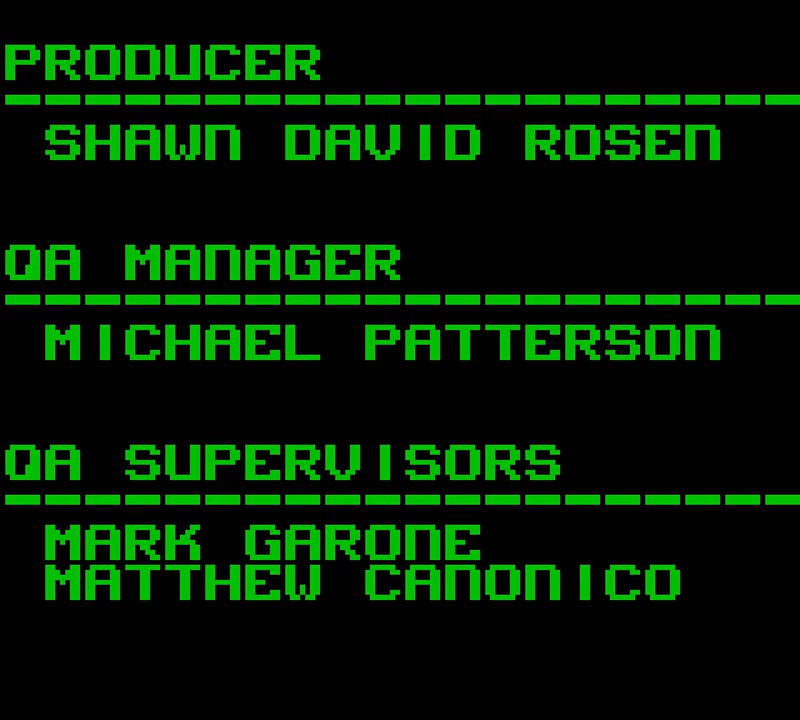 PRODUCER
--------------------
SHAWN DAVID ROSEN
QA MANAGER
--------------------
MICHAEL PATTERSON
QA SUPERVISORS
--------------------
MARK GARONE
MATTHEW CANONICO